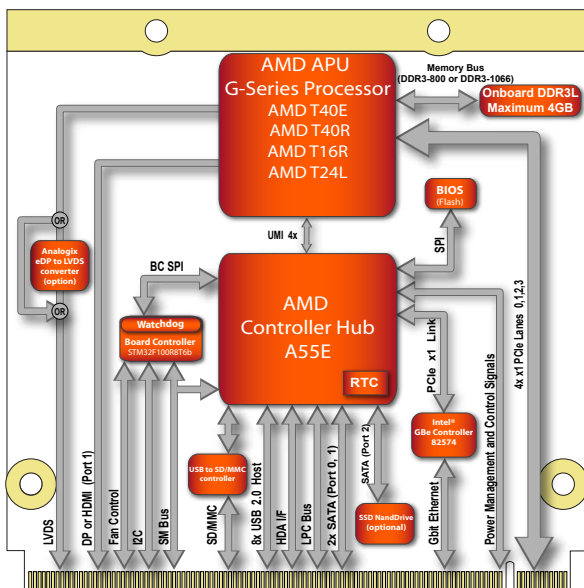 AMD APU
G-Series Processor
AMD T40E
AMD T40R
AMD T16R
AMD T24L
Memory Bus
(DDR3-800 or DDR3-1066)
Onboard DDR3L
Maximum 4GB
BIOS
(Flash)
SPI
UMI 4x
OR
Analogix
eDP to LVDS
converter
(option)
OR
BC SPI
Watchdog
Board Controller
STM32F100R8T6b
AMD
Controller Hub
A55E
RTC
PCIe x1 Link
Intel®
GBe Controller
82574
USB to SD/MMC
controller
SSD NandDrive
(optional)
LVDS
DP or HDMI (Port 1)
Fan Control
I2C
SM Bus
SD/MMC
8x USB 2.0 Host
HDA I/F
LPC Bus
2x SATA (Port 0, 1)
SATA (Port 2)
Gbit Ethernet
Power Management and Control Signals
4x x1 PCIe Lanes 0,1,2,3